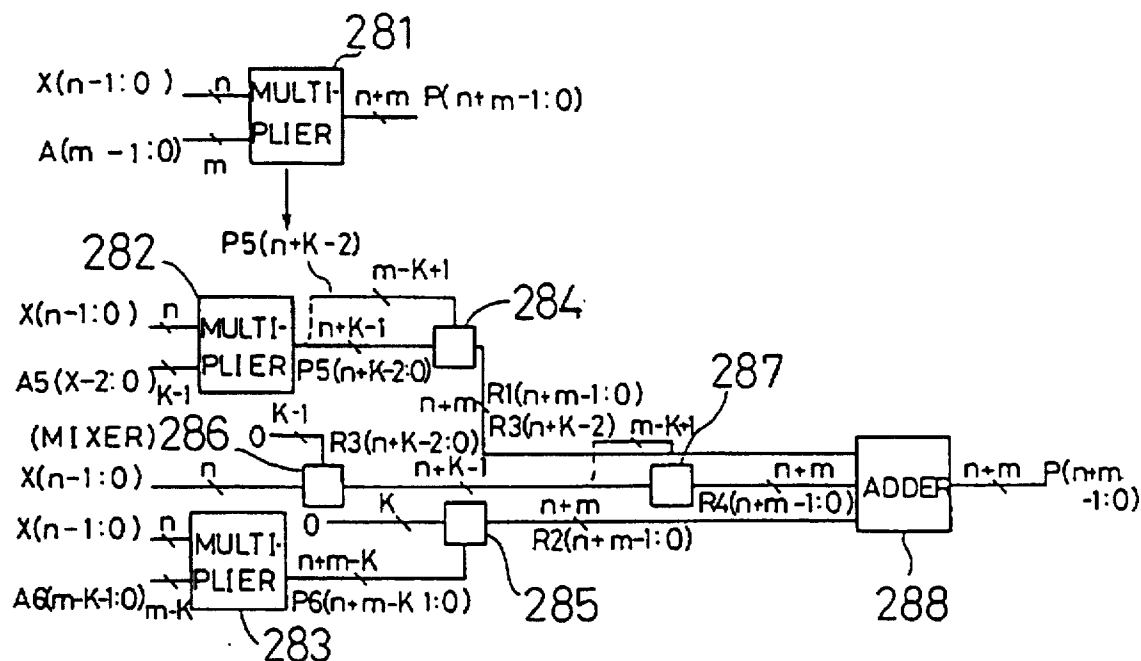 281
X(n-1:0) n MULTI-PLIER n+m P(n+m-1:0)
A(m-1:0) m
P5(n+K-2)
282
m-K+1
284
X(n-1:0) n MULTI-PLIER n+K-1
A5(X-2:0) K-1 P5(n+K-2:0)
287
K-1 n+m R1(n+m-1:0)
(MIXER) 286 0 R3(n+K-2:0) R3(n+K-2) m-K+1
X(n-1:0) n n+K-1 n+m ADDER n+m P(n+m-1:0)
R4(n+m-1:0)
X(n-1:0) n 0 K n+m
MULTI-PLIER n+m-K R2(n+m-1:0)
A6(m-K-1:0) m-K P6(n+m-K 1:0)
283 285 288